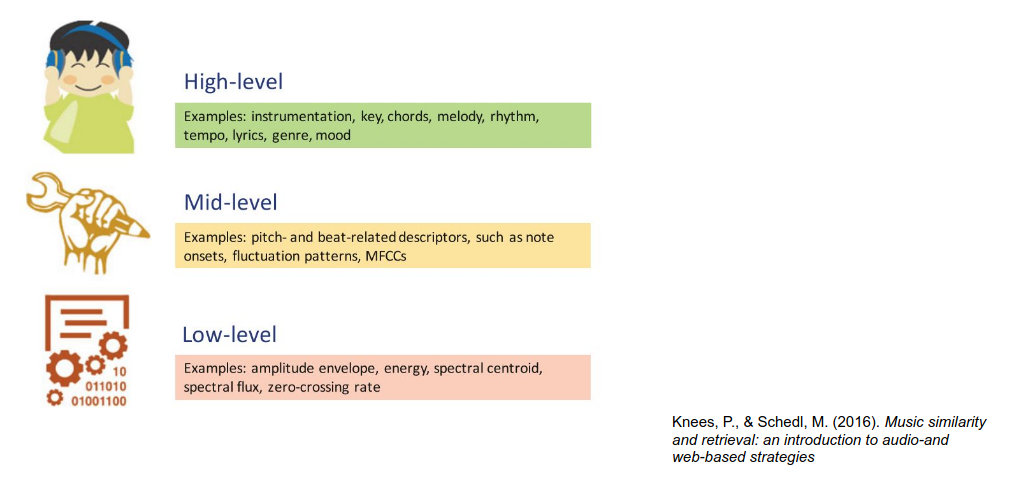 High-level
Examples: instrumentation, key, chords, melody, rhythm,
tempo, lyrics, genre, mood
Mid-level
Examples: pitch- and beat-related descriptors, such as note
onsets, fluctuation patterns, MFCCs
Low-level
10
011010
01001100
Examples: amplitude envelope, energy, spectral centroid,
spectral flux, zero-crossing rate
Knees, P., & Schedl, M. (2016). Music similarity
and retrieval: an introduction to audio-and
web-based strategies